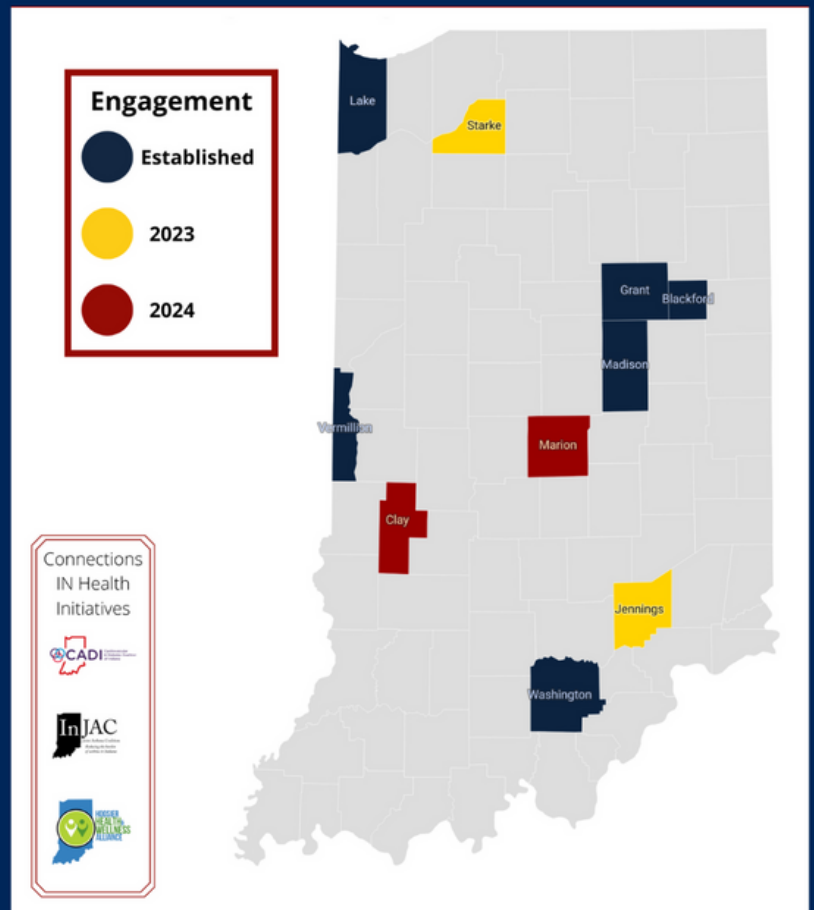 Engagement
Established
2023
2024
Lake
Starke
Grant
Blackford
Madison
Vermillion
Marion
Clay
Jennings
Washington
Connections
IN Health
Initiatives
CADI
InJAC
HOOSIER
HEALTH&
WELLNESS
ALLIANCE